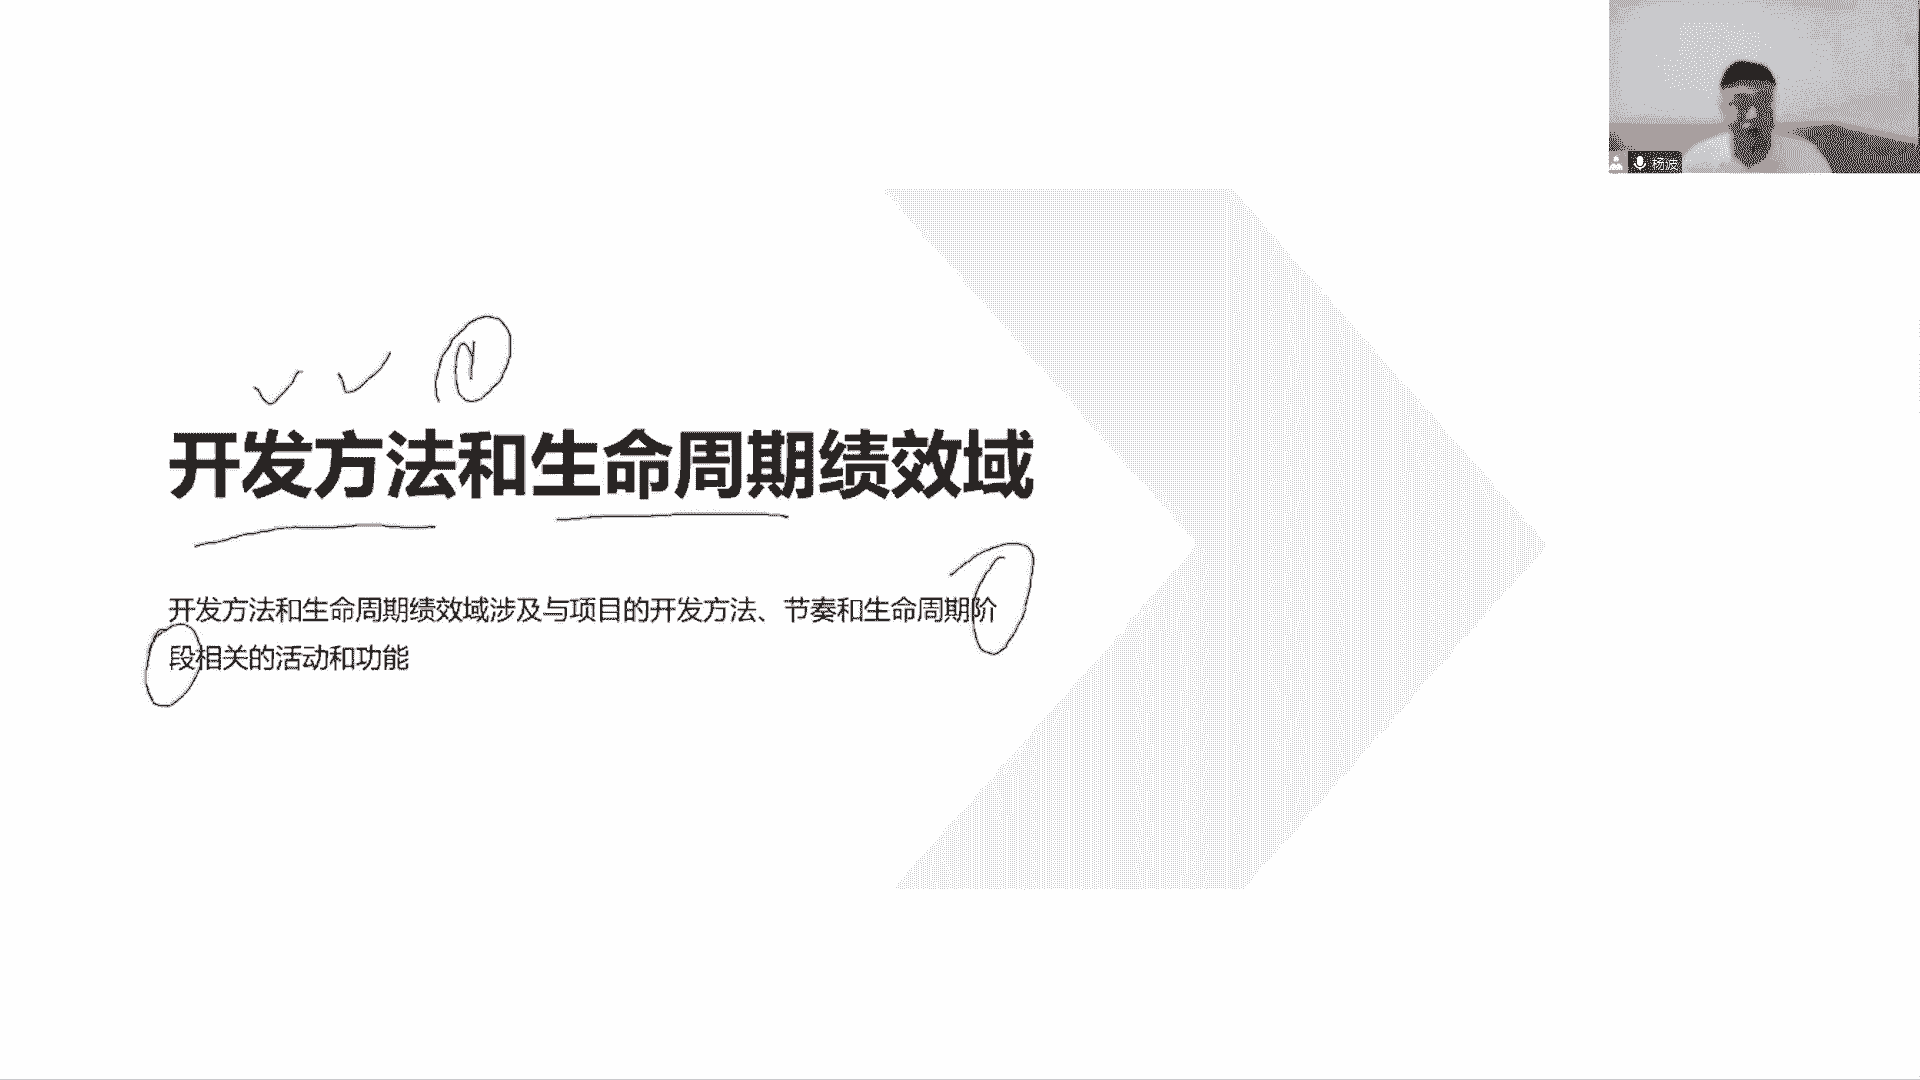 杨波
开发方法和生命周期绩效域
开发方法和生命周期绩效域涉及与项目的开发方法、节奏和生命周期阶
段相关的活动和功能